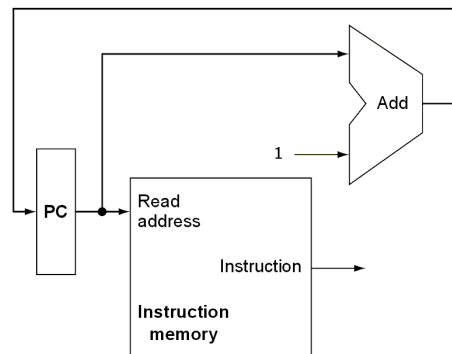 Add
1
PC
Read
address
Instruction
Instruction
memory